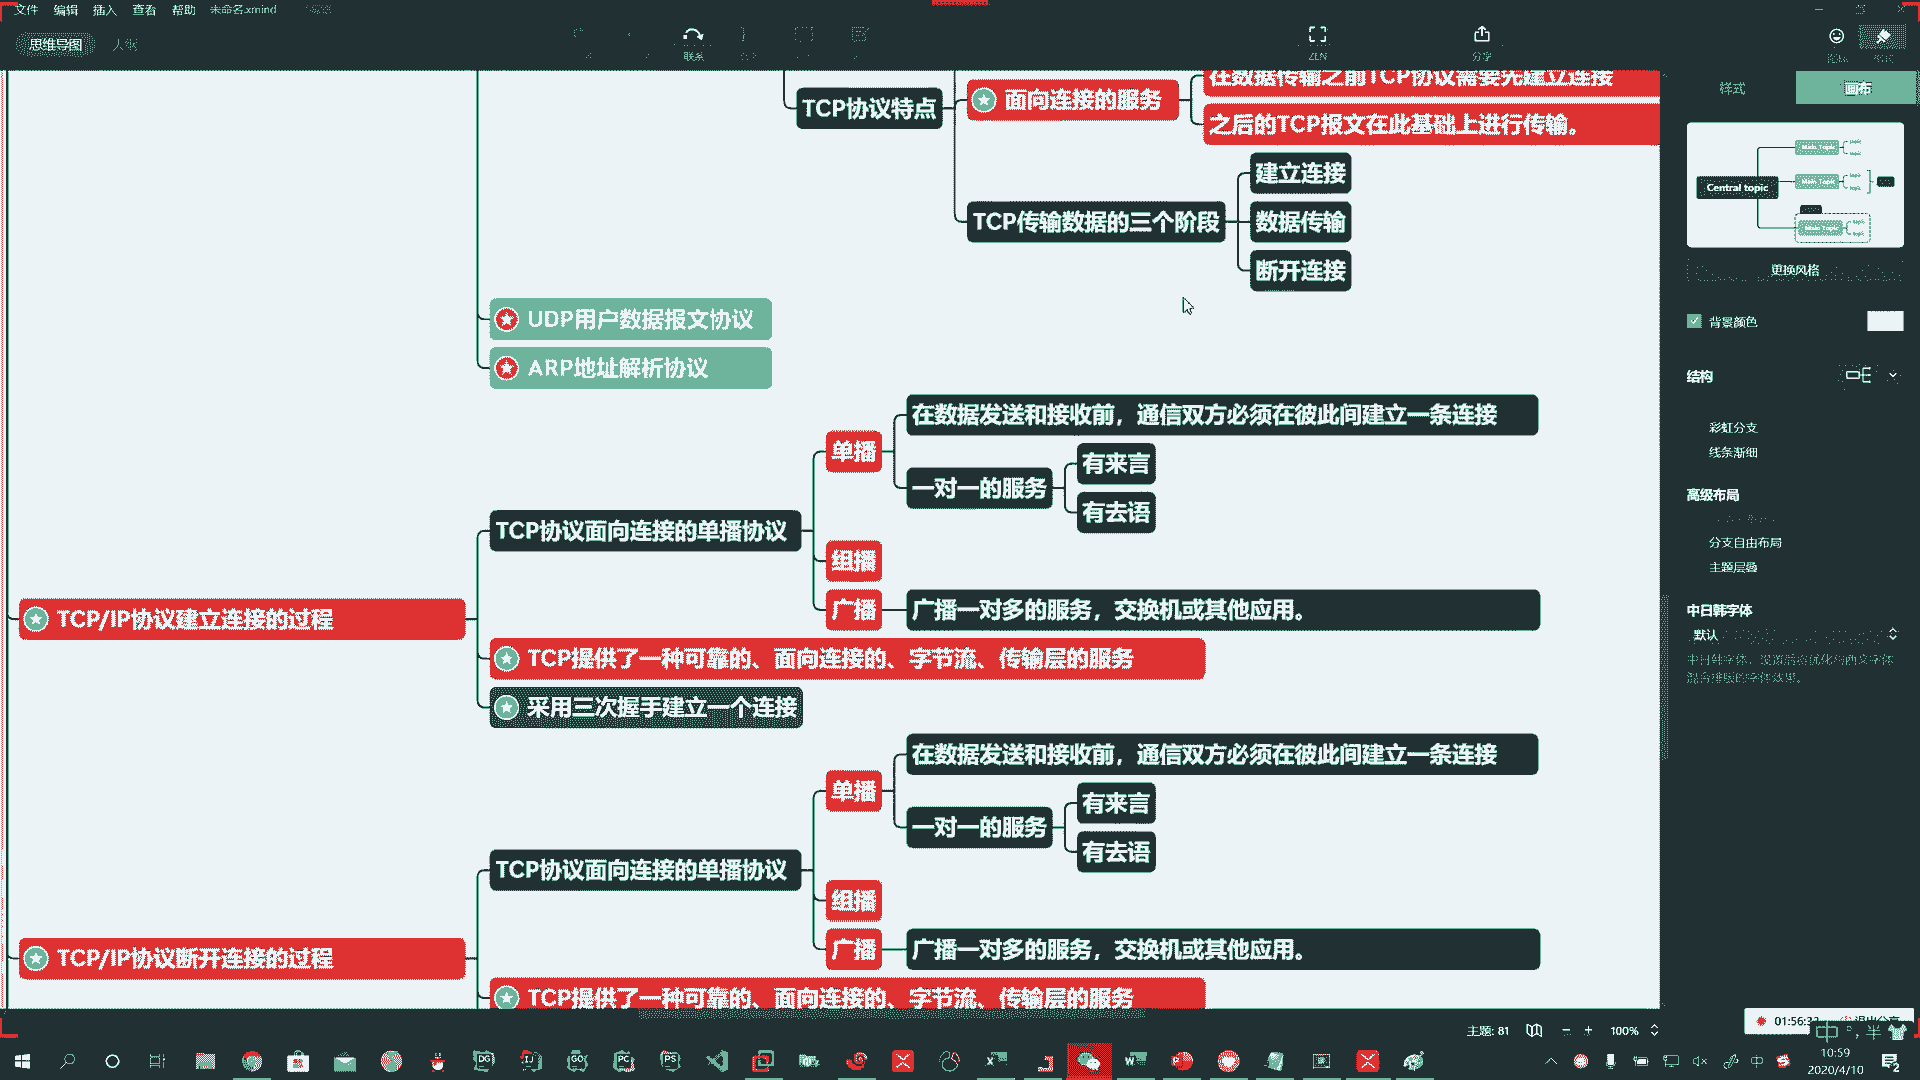 文件 编辑 插入 查看 帮助 未命名.xmind
思维导图
联系
ZEN
分享
样式
画布
在数据传输之前TCP协议需要先建立连接
面向连接的服务
TCP协议特点
之后的TCP报文在此基础上进行传输。
建立连接
TCP传输数据的三个阶段
数据传输
断开连接
UDP用户数据报文协议
ARP地址解析协议
在数据发送和接收前，通信双方必须在彼此间建立一条连接
单播
有来言
一对一的服务
有去语
TCP协议面向连接的单播协议
组播
广播
广播一对多的服务，交换机或其他应用。
TCP/IP协议建立连接的过程
TCP提供了一种可靠的、面向连接的、字节流、传输层的服务
采用三次握手建立一个连接
在数据发送和接收前，通信双方必须在彼此间建立一条连接
单播
有来言
一对一的服务
有去语
TCP协议面向连接的单播协议
组播
广播
广播一对多的服务，交换机或其他应用。
TCP/IP协议断开连接的过程
TCP提供了一种可靠的、面向连接的、字节流、传输层的服务
Central topic
Main Topic
Main Topic
Main Topic
更换风格
背景颜色
结构
彩虹分支
线条渐细
高级布局
分支自由布局
主题层叠
中日韩字体
默认
主题: 81
100%
中
半
10:59
2020/4/10